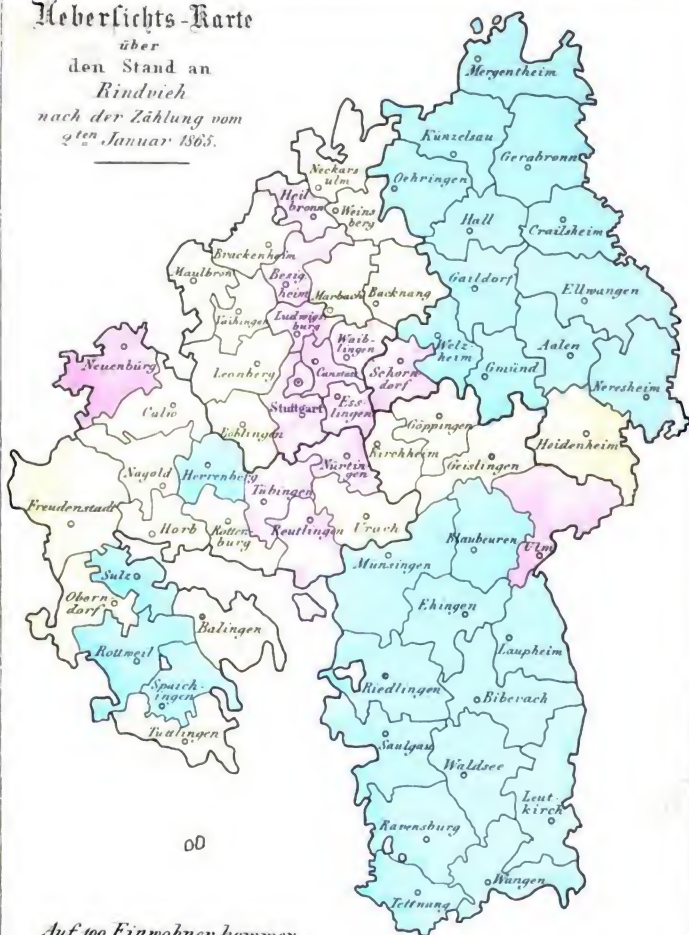 Uebersichts-Karte
über
den Stand an
Rindvieh
nach der Zählung vom
2ten Januar 1865.
Mergentheim
Künzelsau
Gerabronn
Oehringen
Neckars
ulm
Heil
bronn
Weins
berg
Hall
Crailsheim
Brackenheim
Maulbron
Besig
heim
Marbach
Backnang
Gaildorf
Ellwangen
Vaihingen
Ludwigs
burg
Waib-
lingen
Welz-
heim
Aalen
Neuenbürg
Leonberg
Canstatt
Schorn
dorf
Gmünd
Neresheim
Calw
Stuttgart
Ess
lingen
Böblingen
Göppingen
Heidenheim
Nagold
Herrenberg
Nürtin
gen
Kirchheim
Geislingen
Freudenstadt
Tübingen
Horb
Rotten
burg
Reutlingen
Urach
Blaubeuren
Ulm
Münsingen
Sulz
Obern
dorf
Balingen
Ehingen
Laupheim
Rottweil
Spaich-
ingen
Riedlingen
Biberach
Tuttlingen
Saulgau
Waldsee
Leut-
kirch
Ravensburg
Wangen
Tettnang
Auf 100 Einwohner kommen